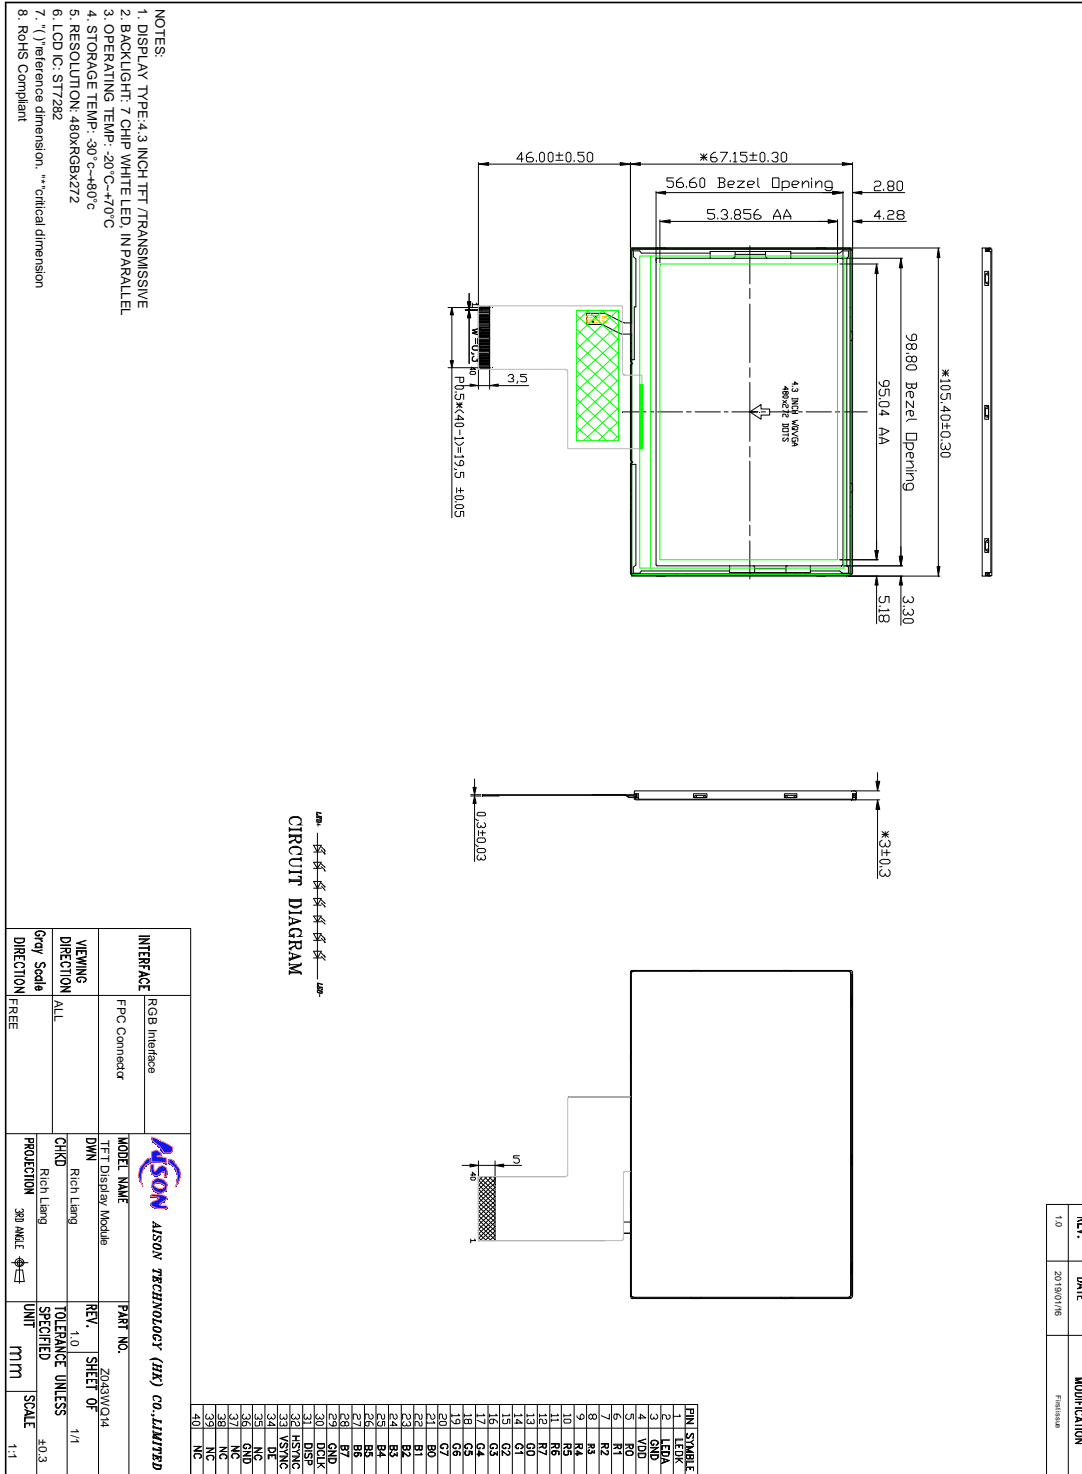 NOTES:
1. DISPLAY TYPE:4.3 INCH TFT /TRANSMISSIVE
2. BACKLIGHT: 7 CHIP WHITE LED, IN PARALLEL
3. OPERATING TEMP: -20°C~+70°C
4. STORAGE TEMP: -30°c~+80°c
5. RESOLUTION: 480xRGBx272
6. LCD IC: ST7282
7. "( )"reference dimension, "*"critical dimension
8. RoHS Compliant
46.00±0.50
*67.15±0.30
56.60 Bezel Opening
2.80
5.3.856 AA
4.28
*105.40±0.30
98.80 Bezel Opening
95.04 AA
3.30
5.18
4.3 INCH WQVGA
480x272 DOTS
1
W=0,3
40
3,5
P0.5*(40-1)=19,5 ±0.05
0,3±0,03
*3±0.3
LED+
LED-
CIRCUIT DIAGRAM
5
40
1
REV.
DATE
MODIFICATION
1.0
2019/01/16
First issue
PIN SYMBLE
1 LEDK
2 LEDA
3 GND
4 VDD
5 R0
6 R1
7 R2
8 R3
9 R4
10 R5
11 R6
12 R7
13 G0
14 G1
15 G2
16 G3
17 G4
18 G5
19 G6
20 G7
21 B0
22 B1
23 B2
24 B3
25 B4
26 B5
27 B6
28 B7
29 GND
30 DCLK
31 DISP
32 HSYNC
33 VSYNC
34 DE
35 NC
36 GND
37 NC
38 NC
39 NC
40 NC
INTERFACE
RGB Interface
FPC Connector
VIEWING DIRECTION
ALL
Gray Scale DIRECTION
FREE
AISON
AISON TECHNOLOGY (HK) CO.,LIMITED
MODEL NAME
TFT Display Module
PART NO.
Z043WQ14
DWN
Rich Liang
REV.
1.0
SHEET OF
1/1
CHKD
Rich Liang
TOLERANCE UNLESS
SPECIFIED
±0.3
PROJECTION
3RD ANGLE
UNIT
mm
SCALE
1:1